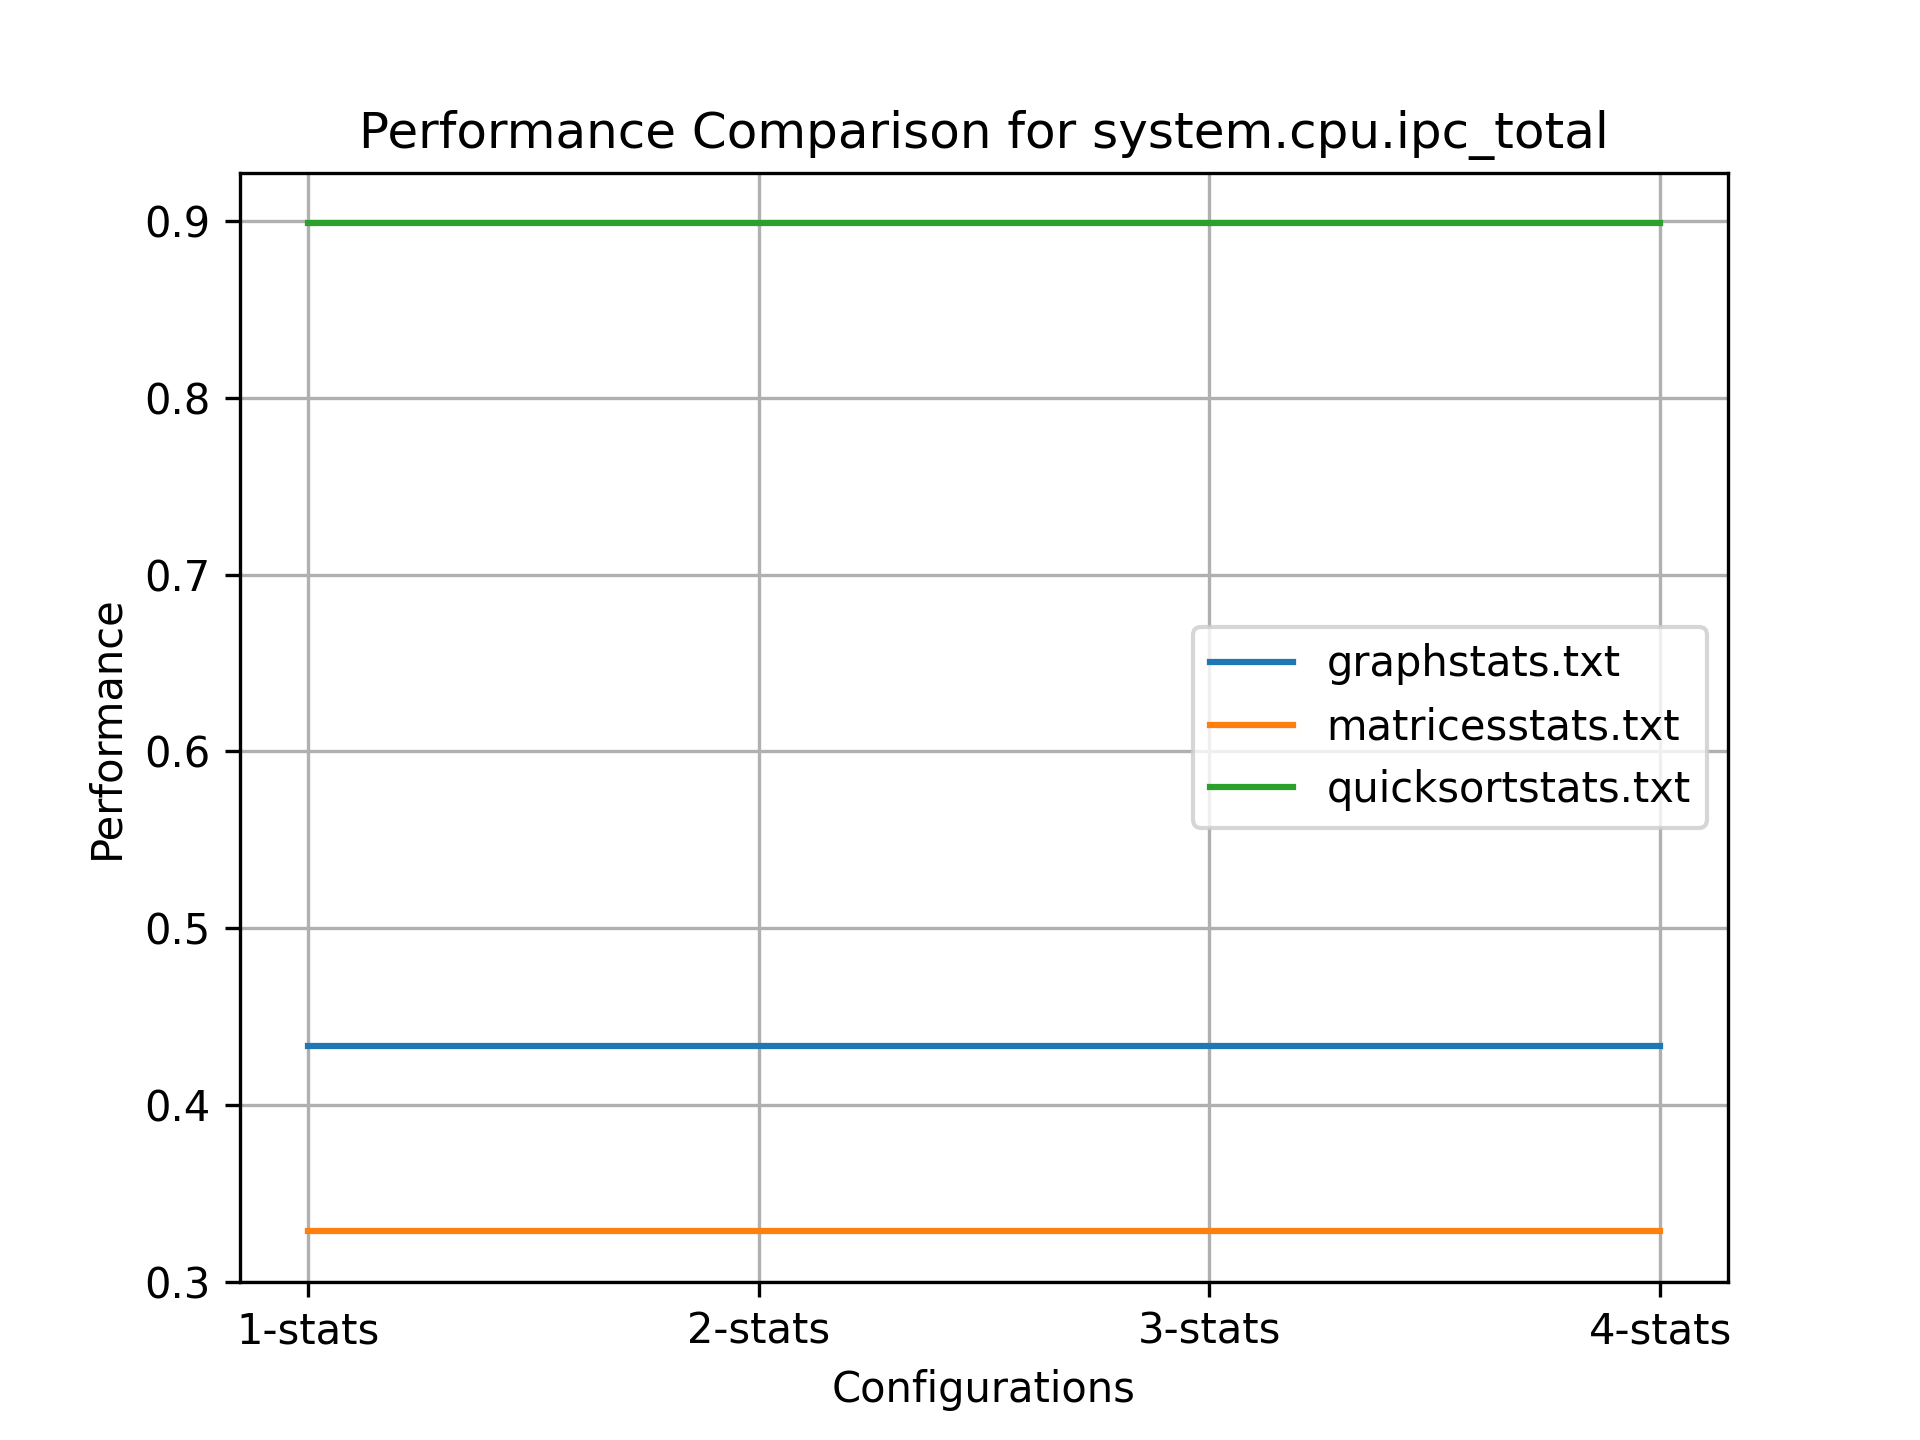 Performance Comparison for system.cpu.ipc_total
Performance
0.9
0.8
0.7
0.6
0.5
0.4
0.3
graphstats.txt
matricesstats.txt
quicksortstats.txt
1-stats 2-stats 3-stats 4-stats
Configurations